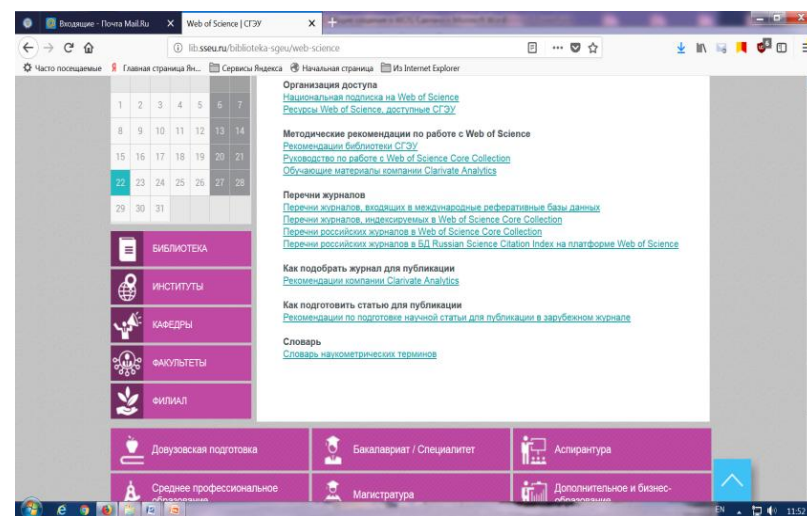 Входящие - Почта Mail.Ru
Web of Science | СГЭУ
lib.sseu.ru/biblioteka-sgeu/web-science
Часто посещаемые
Главная страница Ян...
Сервисы Яндекса
Начальная страница
Из Internet Explorer
1 2 3 4 5 6 7
8 9 10 11 12 13 14
15 16 17 18 19 20 21
22 23 24 25 26 27 28
29 30 31
БИБЛИОТЕКА
ИНСТИТУТЫ
КАФЕДРЫ
ФАКУЛЬТЕТЫ
ФИЛИАЛ
Организация доступа
Национальная подписка на Web of Science
Ресурсы Web of Science, доступные СГЭУ
Методические рекомендации по работе с Web of Science
Рекомендации библиотеки СГЭУ
Руководство по работе с Web of Science Core Collection
Обучающие материалы компании Clarivate Analytics
Перечни журналов
Перечни журналов, входящих в международные реферативные базы данных
Перечни журналов, индексируемых в Web of Science Core Collection
Перечни российских журналов в Web of Science Core Collection
Перечни российских журналов в БД Russian Science Citation Index на платформе Web of Science
Как подобрать журнал для публикации
Рекомендации компании Clarivate Analytics
Как подготовить статью для публикации
Рекомендации по подготовке научной статьи для публикации в зарубежном журнале
Словарь
Словарь наукометрических терминов
Довузовская подготовка
Бакалавриат / Специалитет
Аспирантура
Среднее профессиональное
образование
Магистратура
Дополнительное и бизнес-
образование
EN
11:52